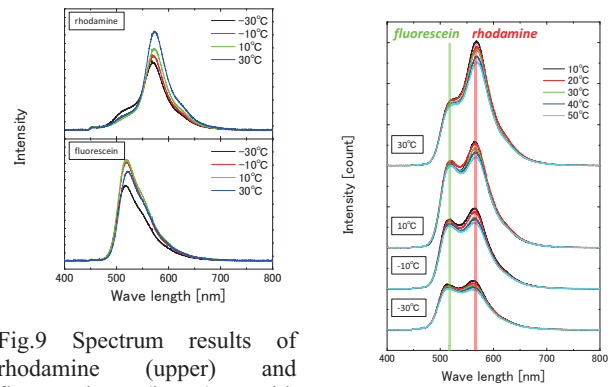 rhodamine
−30℃
−10℃
10℃
30℃
Intensity
fluorescein
−30℃
−10℃
10℃
30℃
400 500 600 700 800
Wave length [nm]
Fig.9 Spectrum results of
rhodamine (upper) and
fluorescein rhodamine
10℃
20℃
30℃
40℃
50℃
Intensity [count]
30℃
10℃
-10℃
-30℃
400 500 600 700 800
Wave length [nm]